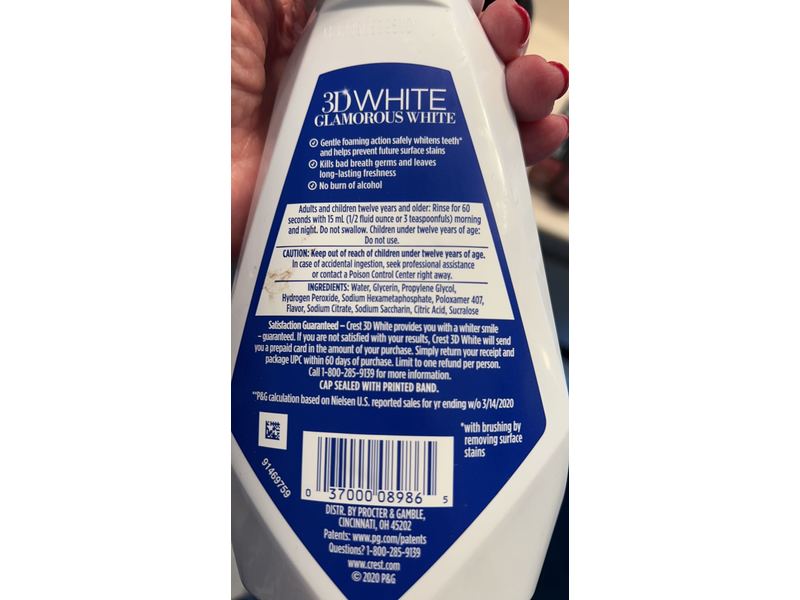 3D WHITE
GLAMOROUS WHITE
Gentle foaming action safely whitens teeth*
and helps prevent future surface stains
Kills bad breath germs and leaves
long-lasting freshness
No burn of alcohol
Adults and children twelve years and older: Rinse for 60
seconds with 15 mL (1/2 fluid ounce or 3 teaspoonfuls) morning
and night. Do not swallow. Children under twelve years of age:
Do not use.
CAUTION: Keep out of reach of children under twelve years of age.
In case of accidental ingestion, seek professional assistance
or contact a Poison Control Center right away.
INGREDIENTS: Water, Glycerin, Propylene Glycol,
Hydrogen Peroxide, Sodium Hexametaphosphate, Poloxamer 407,
Flavor, Sodium Citrate, Sodium Saccharin, Citric Acid, Sucralose
Satisfaction Guaranteed – Crest 3D White provides you with a whiter smile
– guaranteed. If you are not satisfied with your results, Crest 3D White will send
you a prepaid card in the amount of your purchase. Simply return your receipt and
package UPC within 60 days of purchase. Limit to one refund per person.
Call 1-800-285-9139 for more information.
CAP SEALED WITH PRINTED BAND.
**P&G calculation based on Nielsen U.S. reported sales for yr ending w/o 3/14/2020
*with brushing by
removing surface
stains
91469759
0 37000 08986 5
DISTR. BY PROCTER & GAMBLE,
CINCINNATI, OH 45202
Patents: www.pg.com/patents
Questions? 1-800-285-9139
www.crest.com
© 2020 P&G